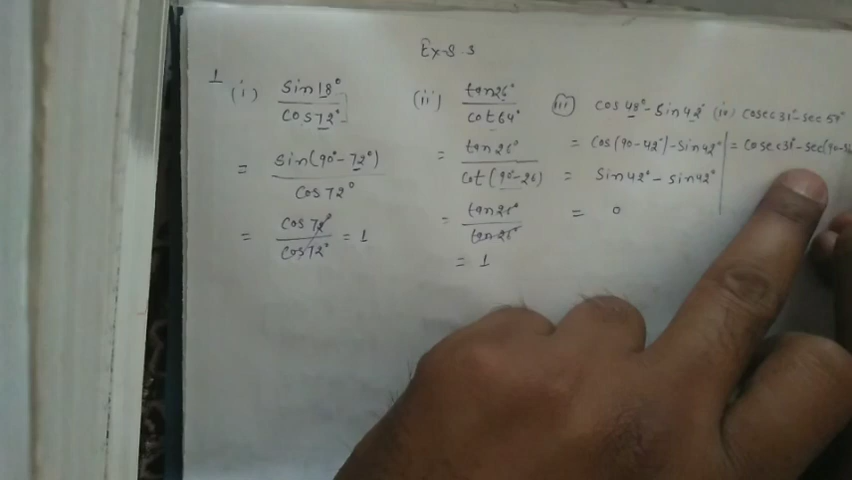 Ex-8.3
1 (i) sin18° / cos72°
= sin(90°-72°) / cos72°
= cos72° / cos72° = 1
(ii) tan26° / cot64°
= tan26° / cot(90°-26)
= tan26° / tan26°
= 1
(iii) cos48° - sin42°
= cos(90-42°) - sin42°
= sin42° - sin42°
= 0
(iv) cosec31° - sec59°
= cosec31° - sec(90-